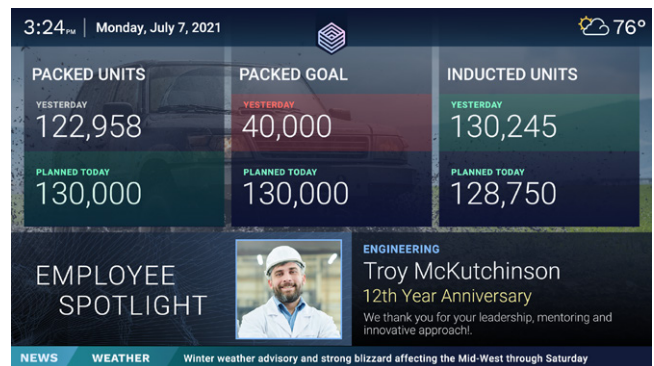 3:24PM | Monday, July 7, 2021
76°
PACKED UNITS
YESTERDAY
122,958
PLANNED TODAY
130,000
PACKED GOAL
YESTERDAY
40,000
PLANNED TODAY
130,000
INDUCTED UNITS
YESTERDAY
130,245
PLANNED TODAY
128,750
EMPLOYEE
SPOTLIGHT
ENGINEERING
Troy McKutchinson
12th Year Anniversary
We thank you for your leadership, mentoring and
innovative approach!.
NEWS WEATHER Winter weather advisory and strong blizzard affecting the Mid-West through Saturday